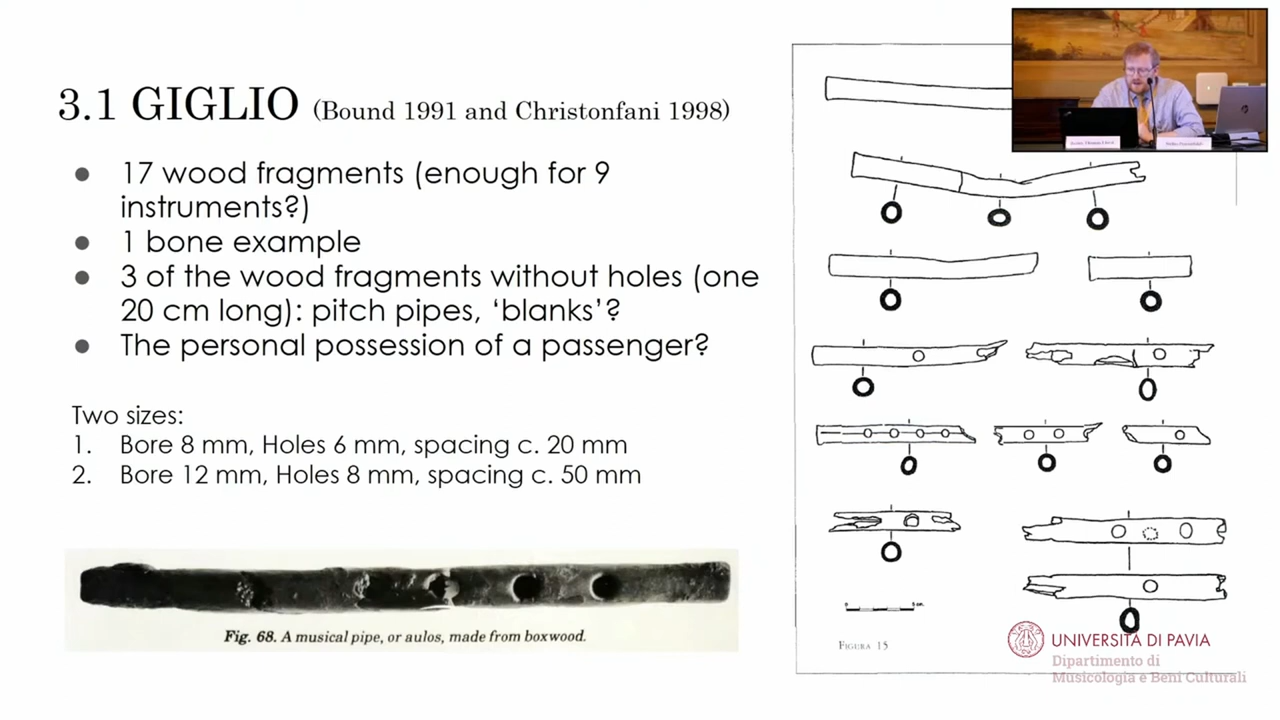 3.1 GIGLIO (Bound 1991 and Christonfani 1998)
● 17 wood fragments (enough for 9
instruments?)
● 1 bone example
● 3 of the wood fragments without holes (one
20 cm long): pitch pipes, ‘blanks’?
● The personal possession of a passenger?
Two sizes:
1. Bore 8 mm, Holes 6 mm, spacing c. 20 mm
2. Bore 12 mm, Holes 8 mm, spacing c. 50 mm
Fig. 68. A musical pipe, or aulos, made from boxwood.
0 5 cm.
FIGURA 15
UNIVERSITÀ DI PAVIA
Dipartimento di
Musicologia e Beni Culturali